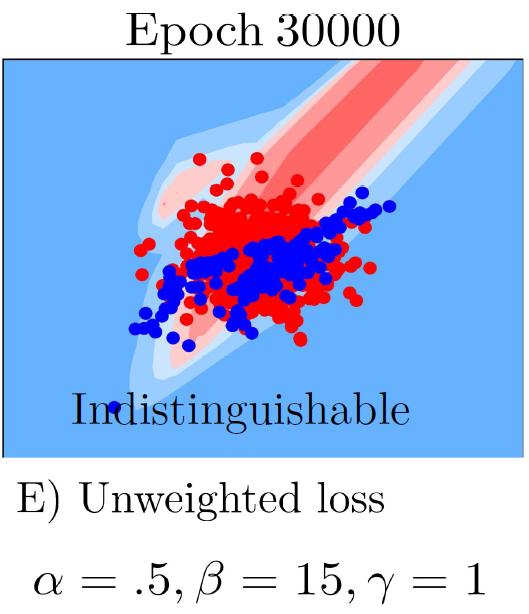 Epoch 30000
Indistinguishable
E) Unweighted loss
α = .5, β = 15, γ = 1